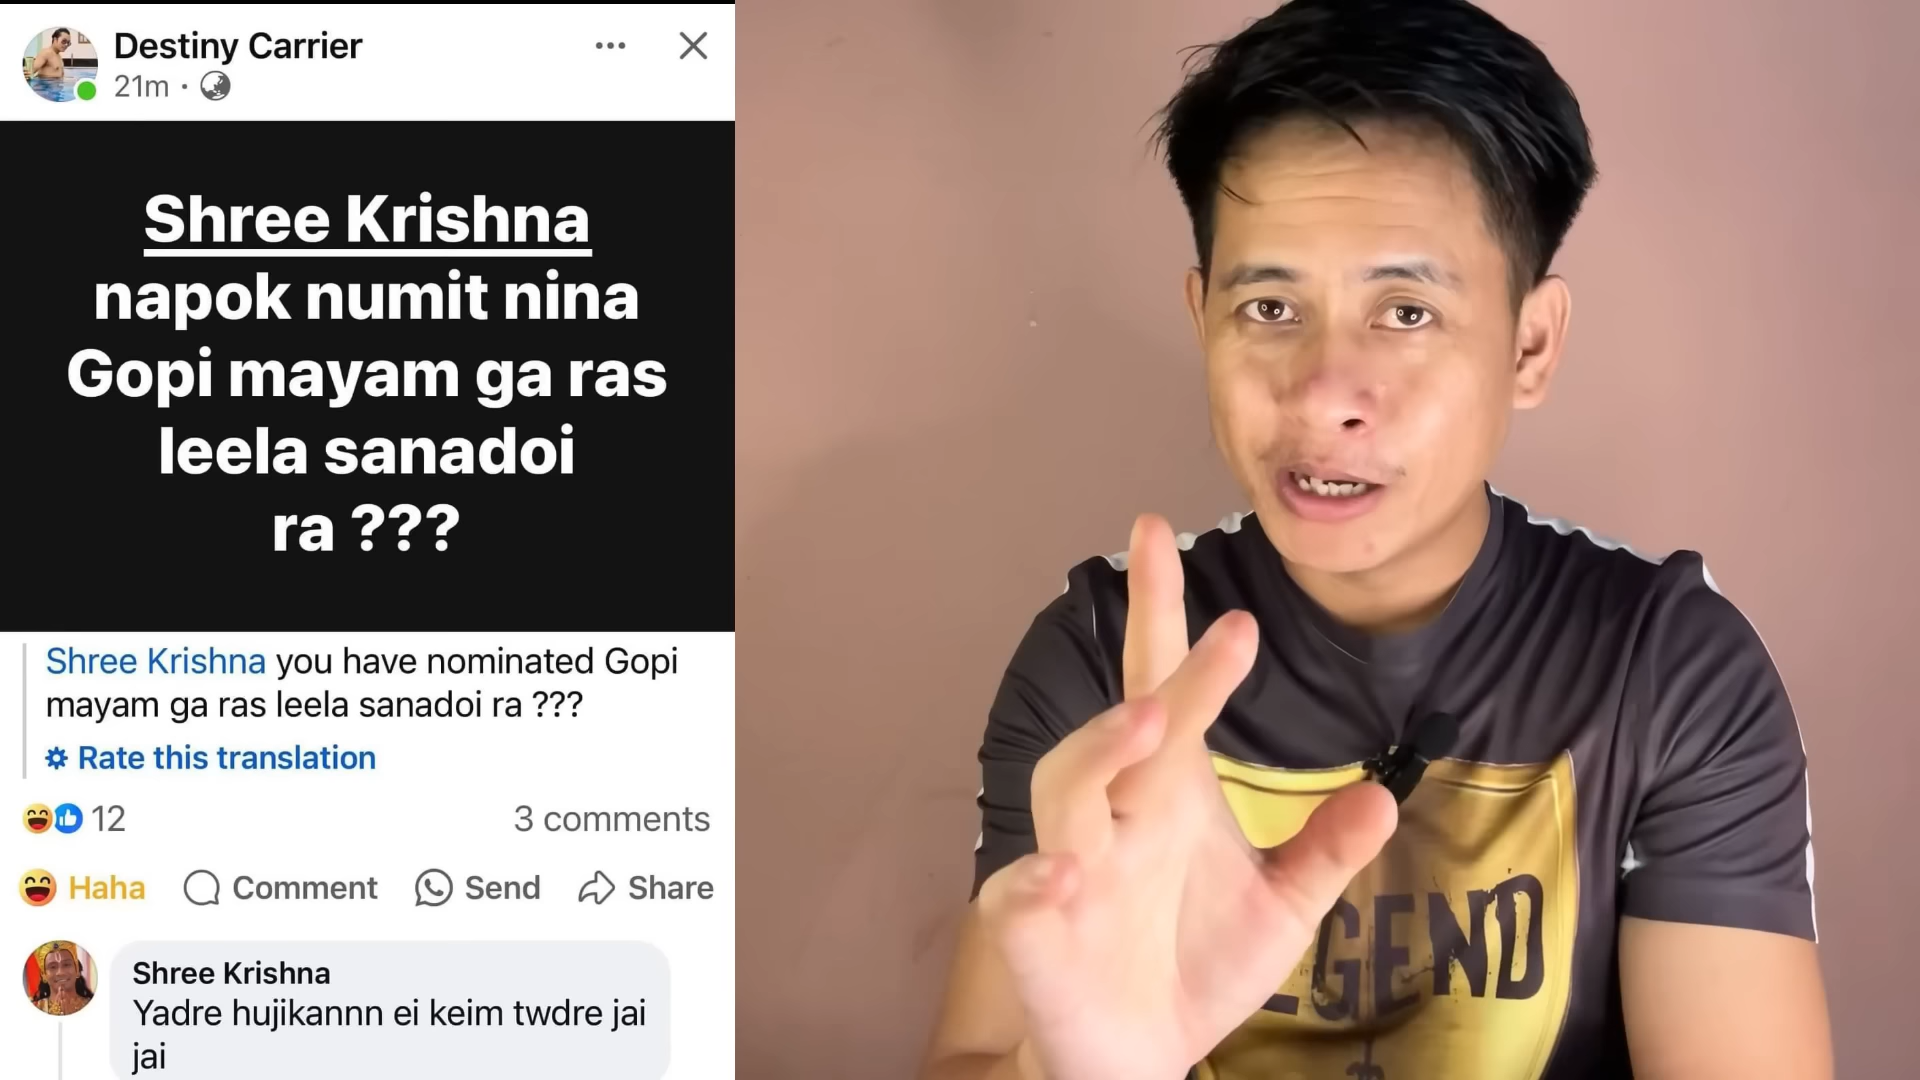 Destiny Carrier
21m ·
Shree Krishna
napok numit nina
Gopi mayam ga ras
leela sanadoi
ra ???
Shree Krishna you have nominated Gopi
mayam ga ras leela sanadoi ra ???
Rate this translation
12
3 comments
Haha
Comment
Send
Share
Shree Krishna
Yadre hujikannn ei keim twdre jai
jai
LEGEND